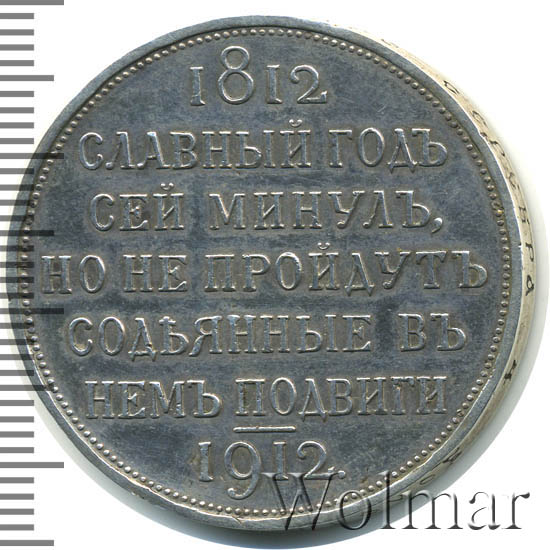 1812
СЛАВНЫЙ ГОДЪ
СЕЙ МИНУЛЪ,
НО НЕ ПРОЙДУТЪ
СОДѢЯННЫЕ ВЪ
НЕМЪ ПОДВИГИ
1912.
Wolmar